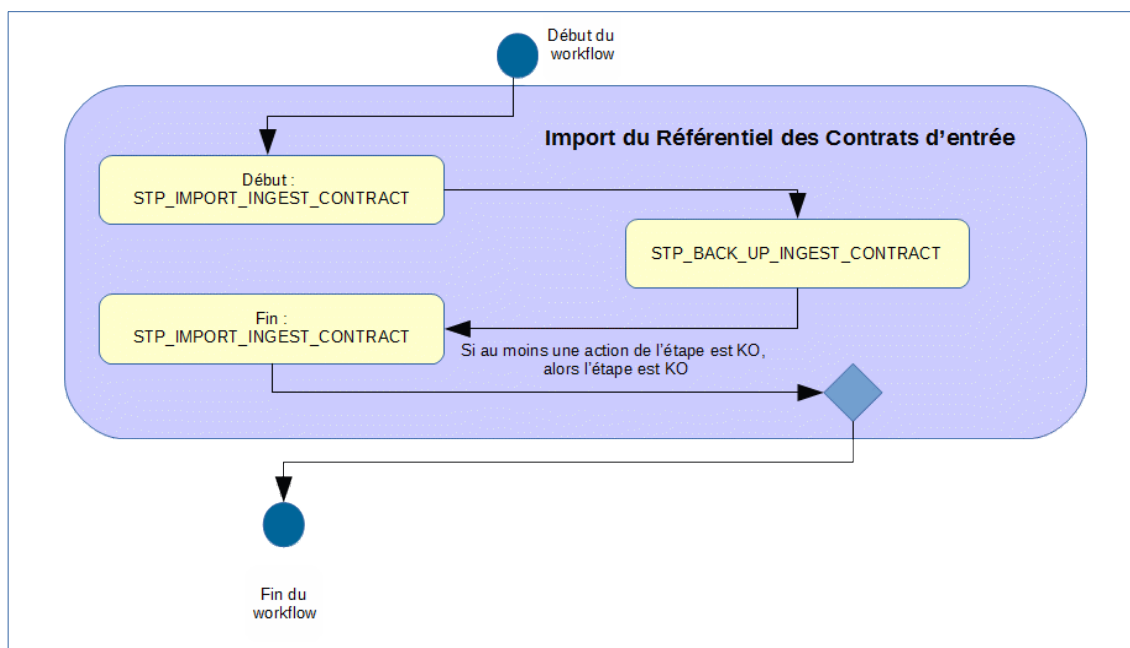 Début du
workflow
Import du Référentiel des Contrats d’entrée
Début :
STP_IMPORT_INGEST_CONTRACT
STP_BACK_UP_INGEST_CONTRACT
Fin :
STP_IMPORT_INGEST_CONTRACT
Si au moins une action de l’étape est KO,
alors l’étape est KO
Fin du
workflow